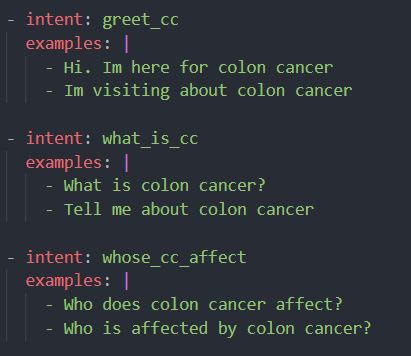 - intent: greet_cc
examples: |
- Hi. Im here for colon cancer
- Im visiting about colon cancer
- intent: what_is_cc
examples: |
- What is colon cancer?
- Tell me about colon cancer
- intent: whose_cc_affect
examples: |
- Who does colon cancer affect?
- Who is affected by colon cancer?